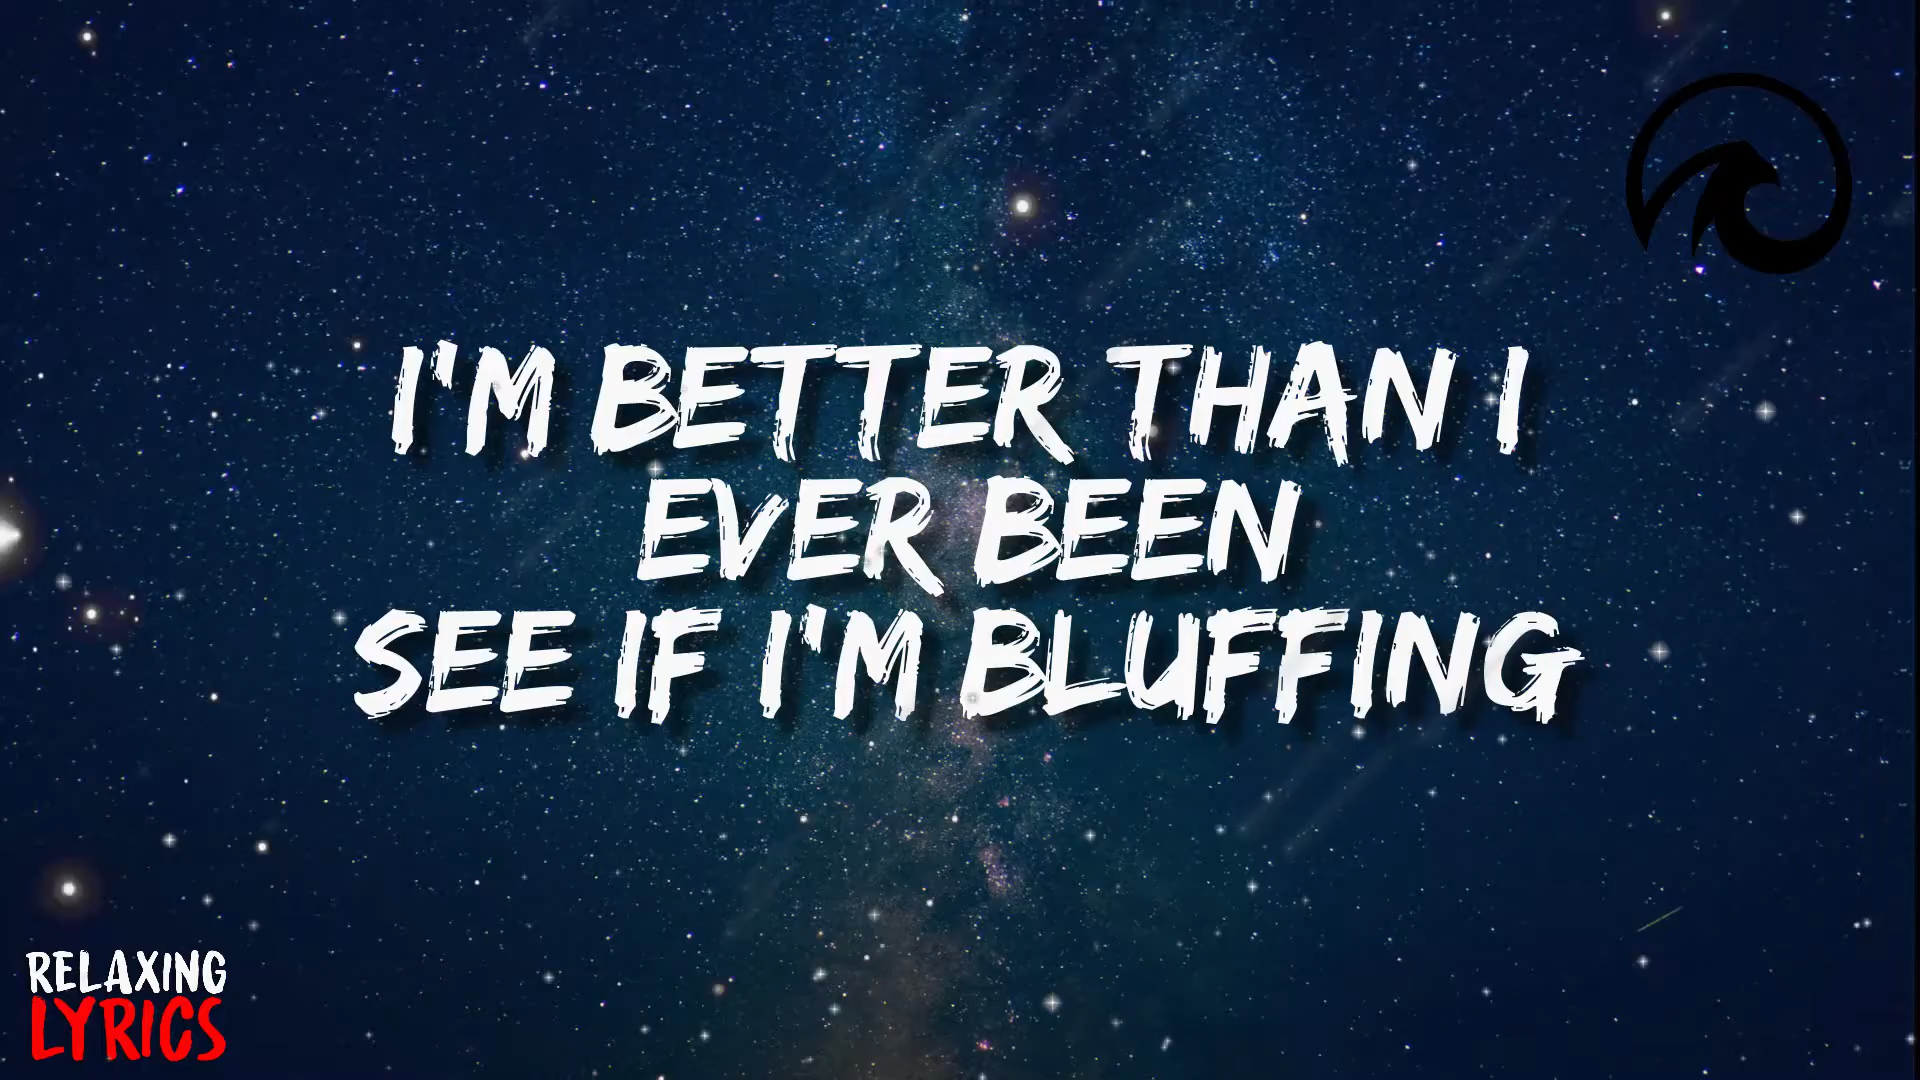 I'M BETTER THAN I
EVER BEEN
SEE IF I'M BLUFFING
RELAXING
LYRICS